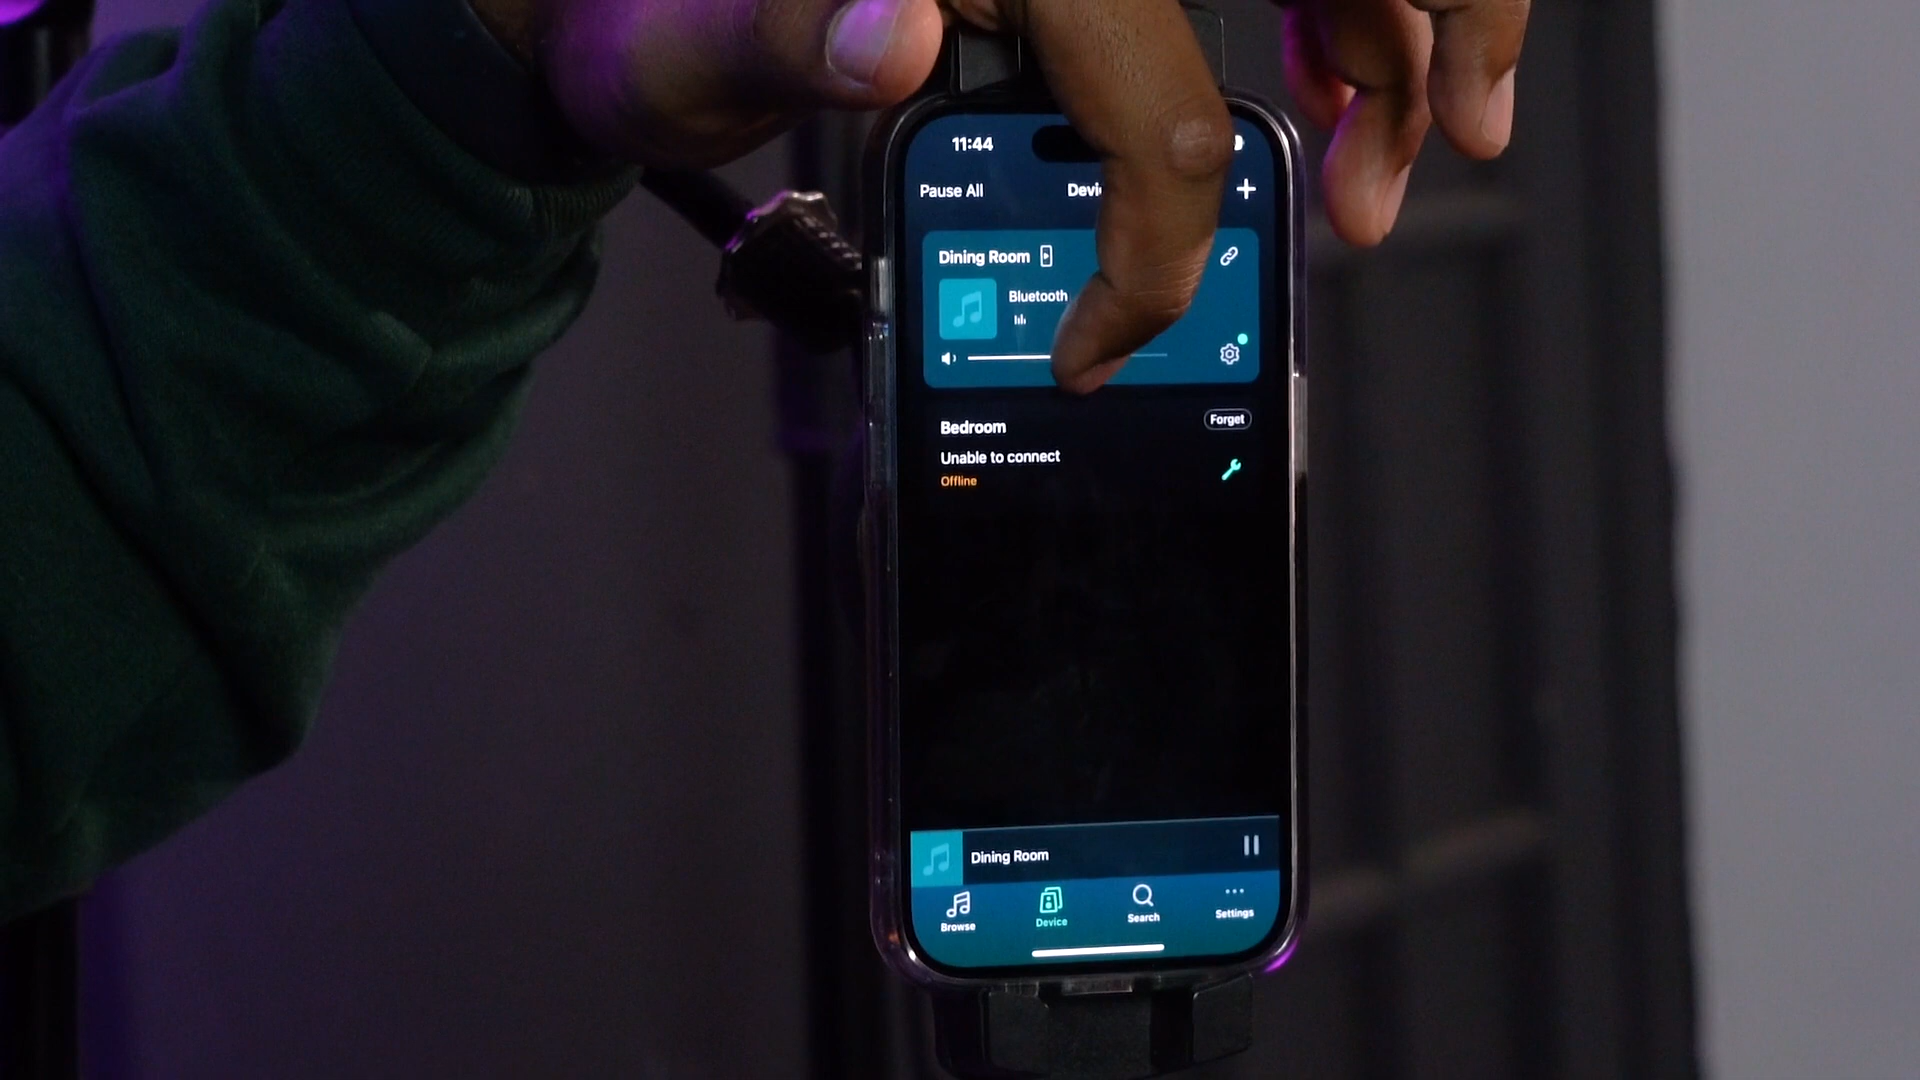 11:44
Pause All
Devi
Dining Room
Bluetooth
Bedroom
Forget
Unable to connect
Offline
Dining Room
Browse
Device
Search
Settings